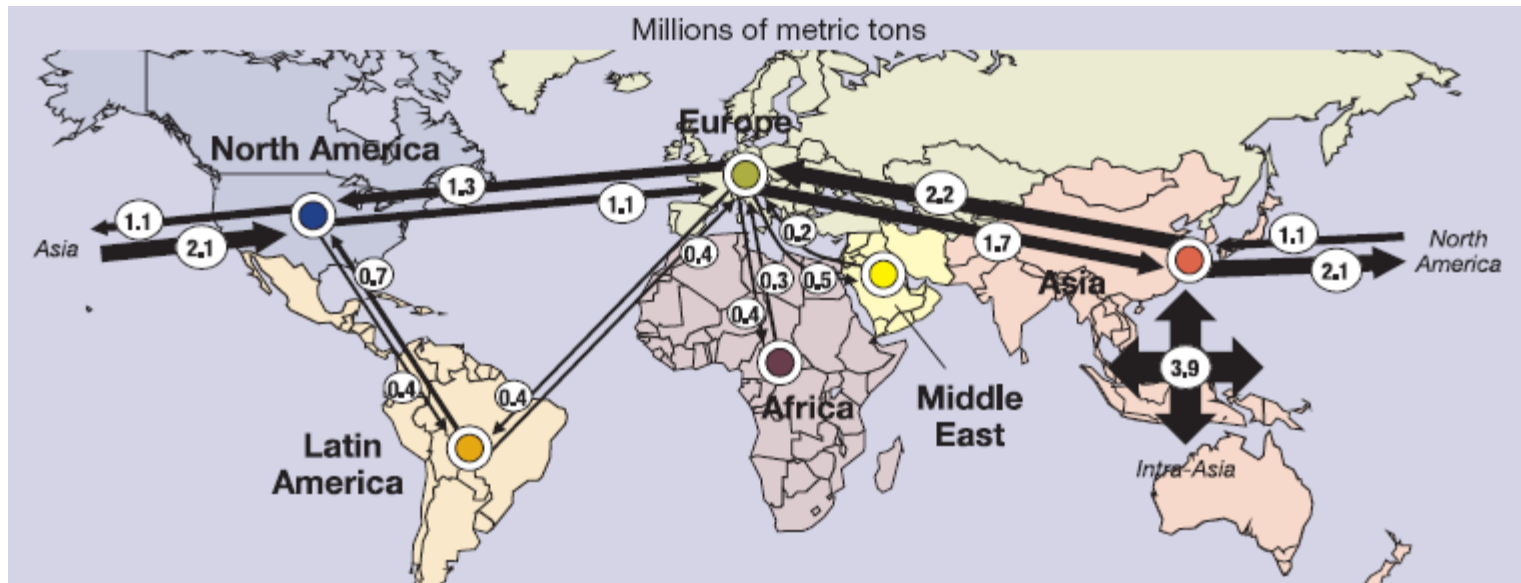 Millions of metric tons
Europe
North America
1.3
2.2
1.1
1.1
1.1
2.1
Asia
0.2
1.7
North
America
2.1
0.4
0.7
0.3
0.5
Asia
0.4
3.9
0.4
0.4
Africa
Middle
East
Latin
America
Intra-Asia